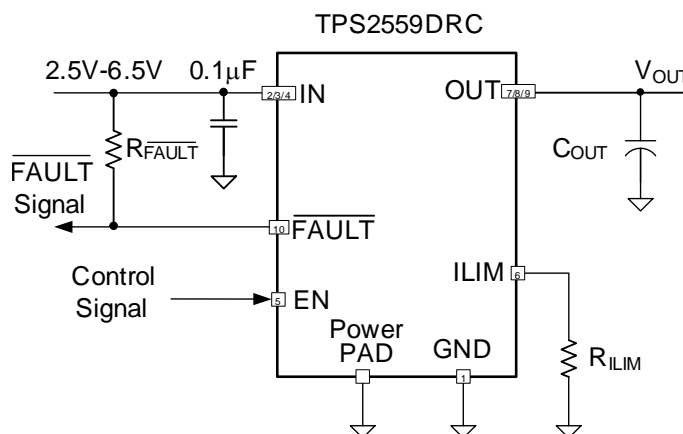 TPS2559DRC
2.5V-6.5V
0.1μF
2/3/4
IN
OUT
7/8/9
VOUT
RFAULT
COUT
FAULT
Signal
10
FAULT
ILIM
6
Control
Signal
5
EN
Power
PAD
GND
1
RILIM